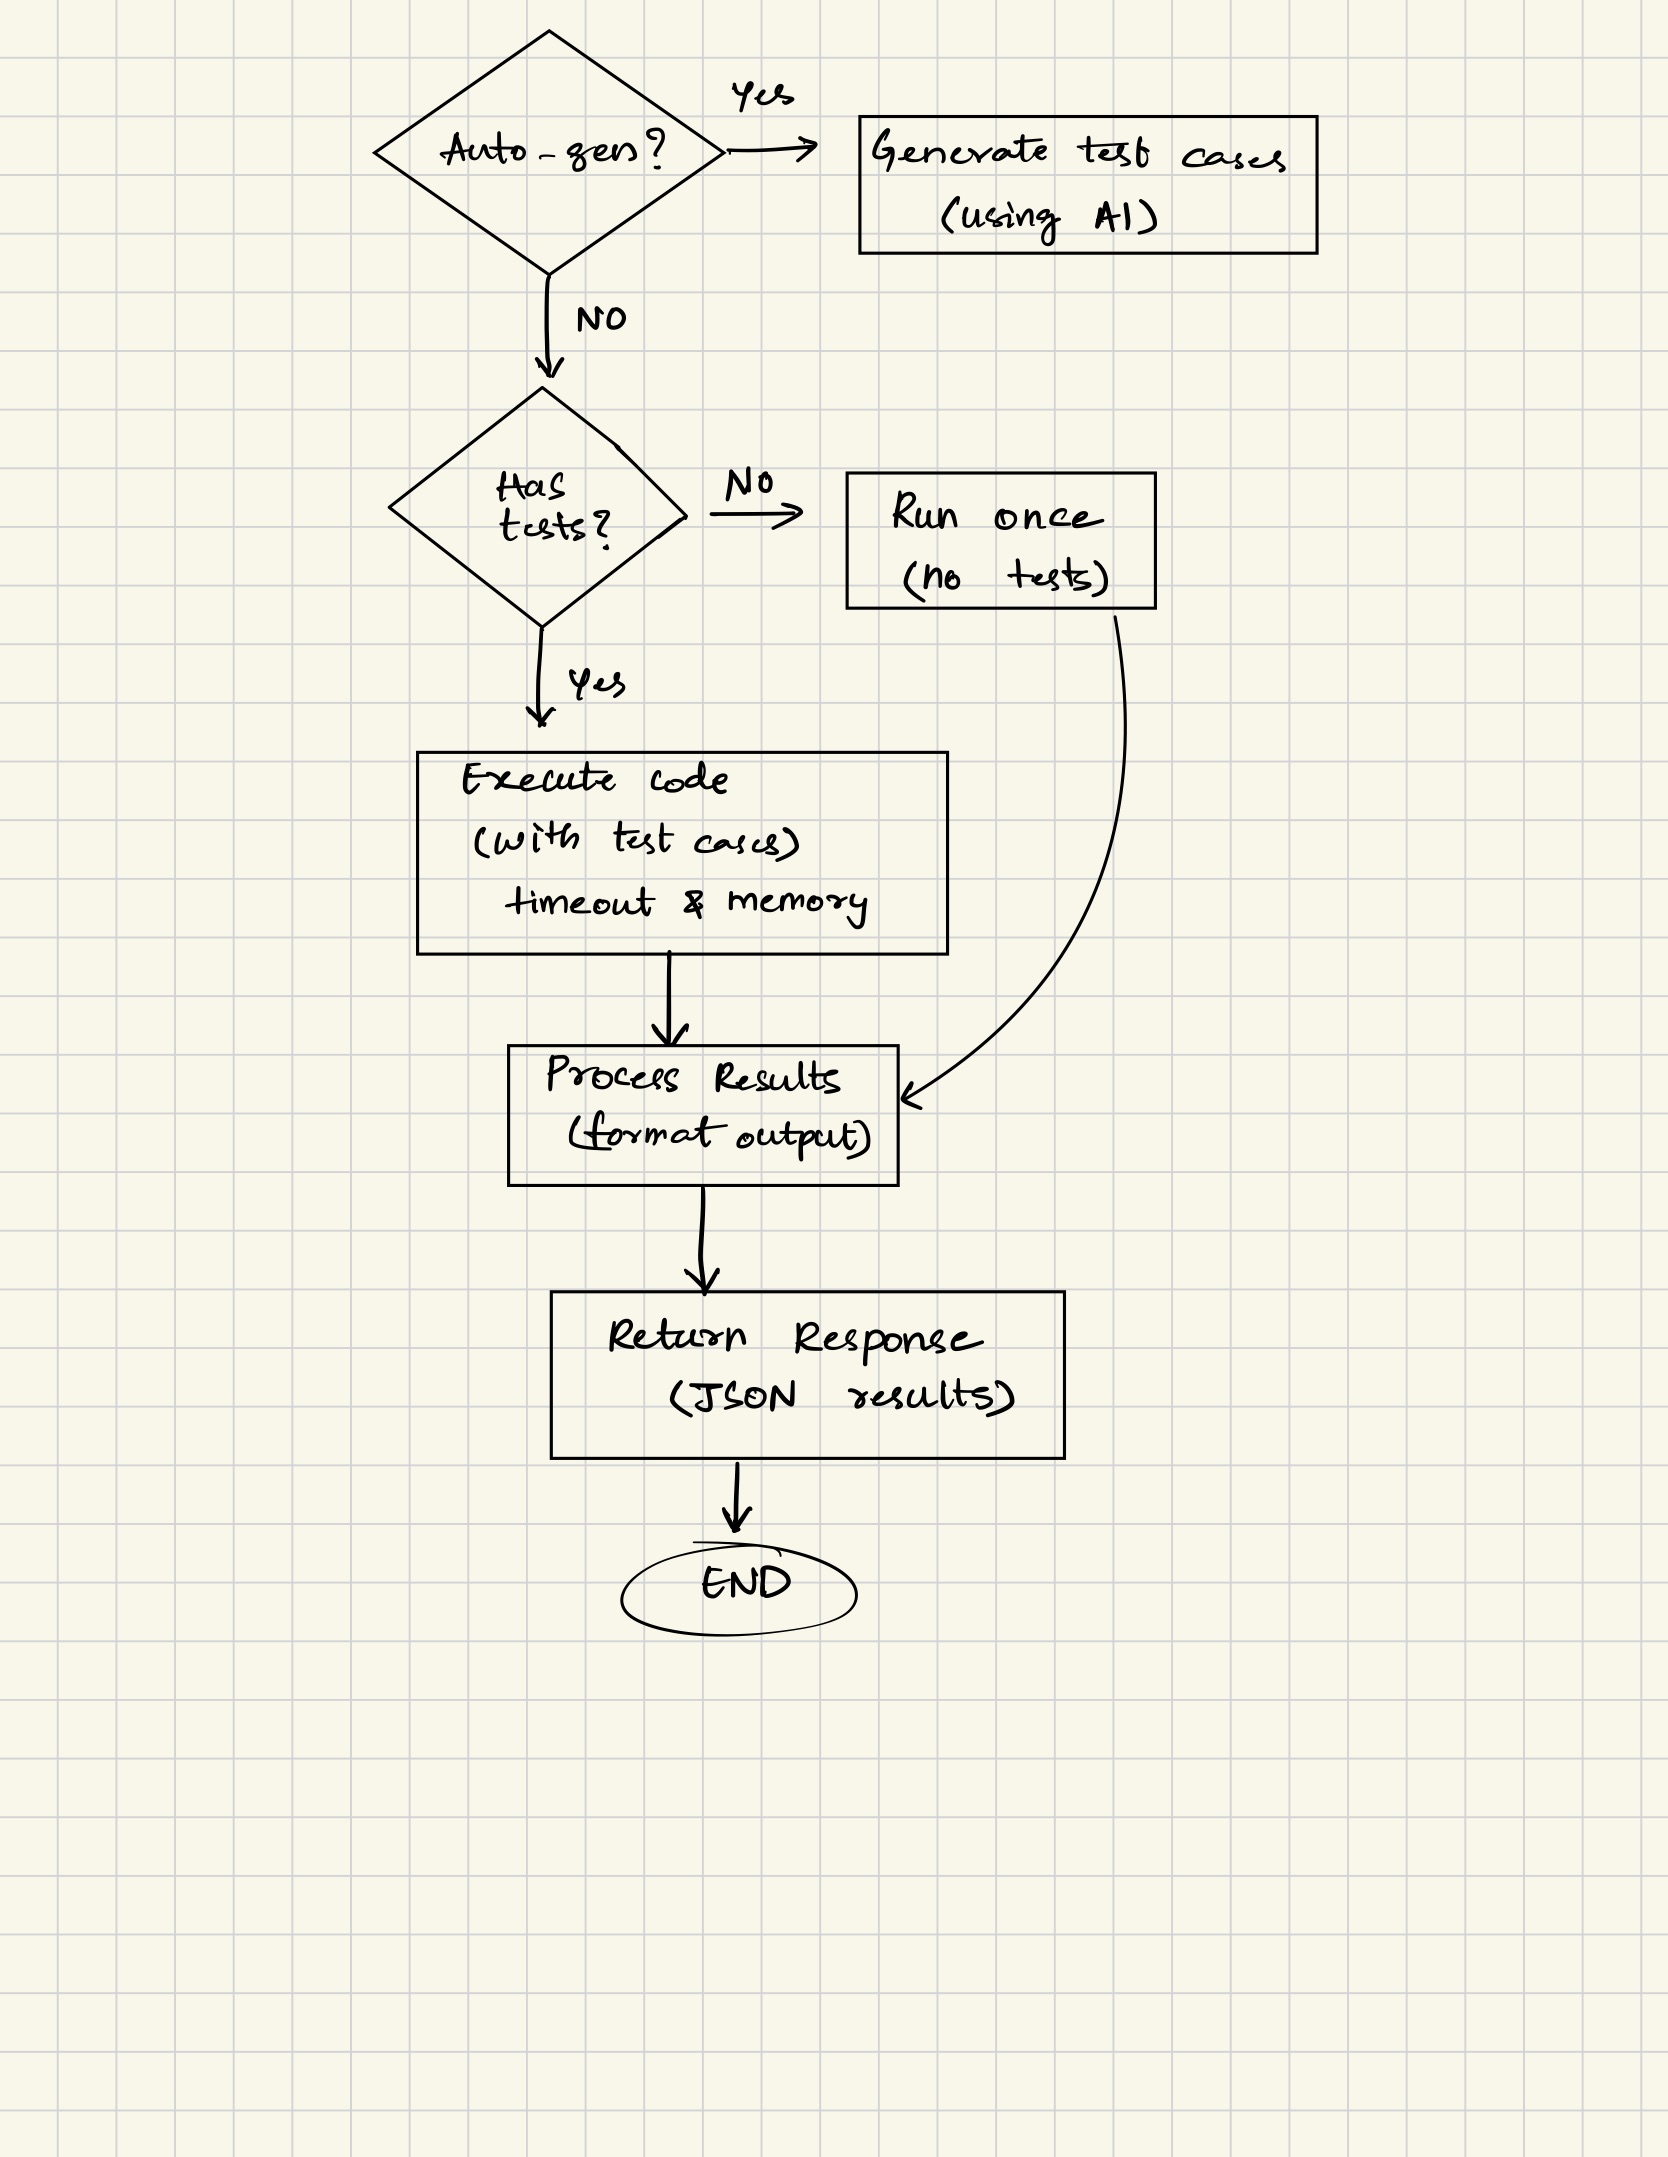 Auto-gen?
Yes
Generate test cases
(using AI)
NO
Has
tests?
NO
Run once
(no tests)
Yes
Execute code
(with test cases)
timeout & memory
Process Results
(format output)
Return Response
(JSON results)
END